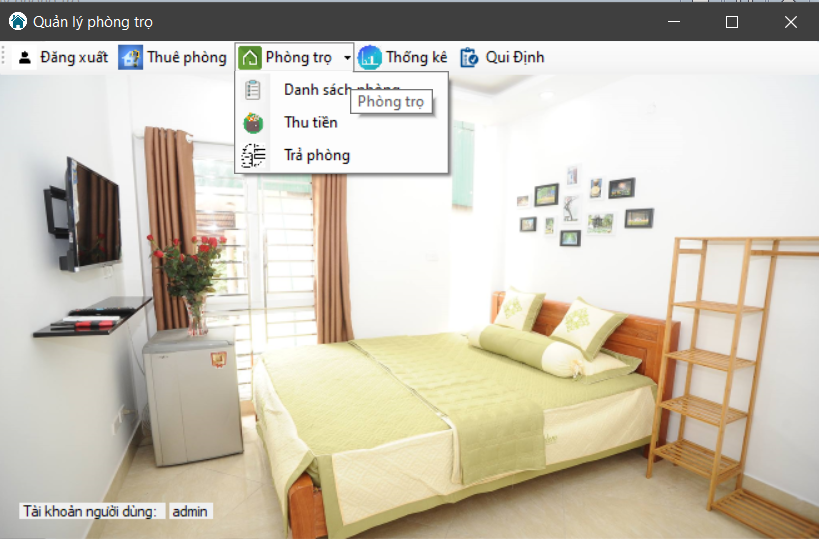 Quản lý phòng trọ
Đăng xuất Thuê phòng Phòng trọ Thống kê Qui Định
Danh sách phòng
Phòng trọ
Thu tiền
Trả phòng
Tài khoản người dùng: admin